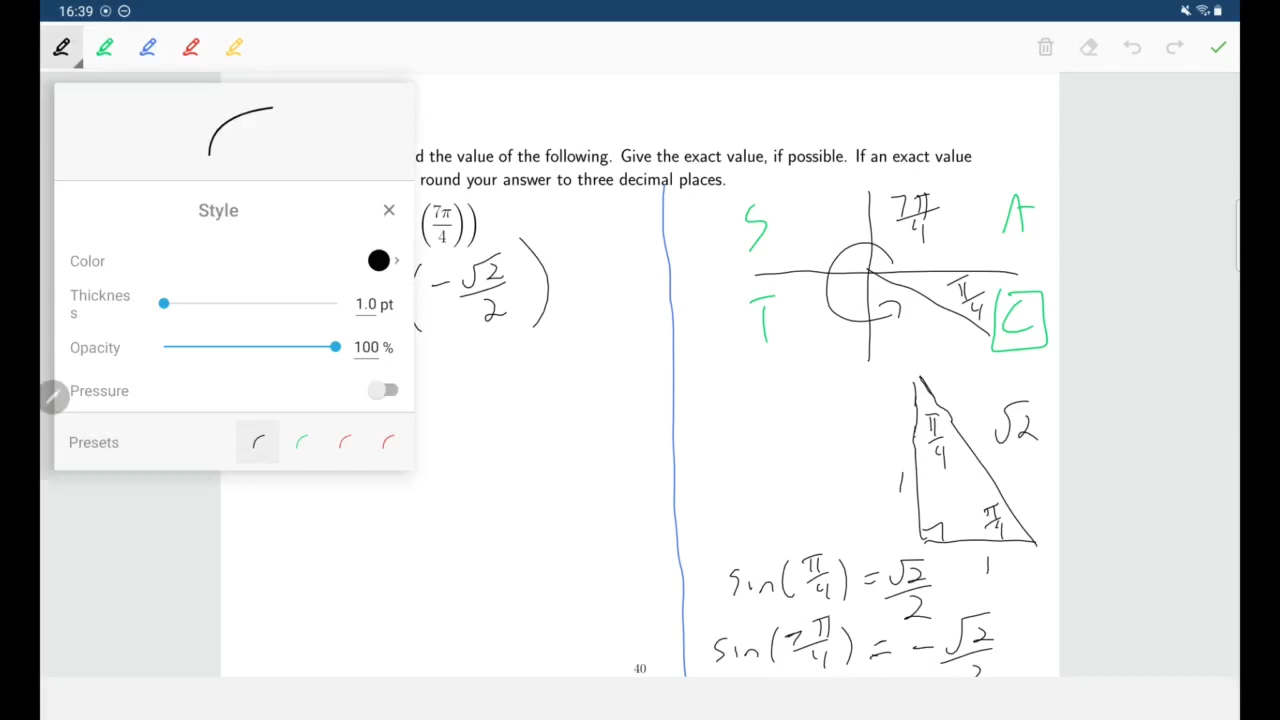 16:39
Style
Color
Thicknes
s
1.0 pt
Opacity
100 %
Pressure
Presets
d the value of the following. Give the exact value, if possible. If an exact value
round your answer to three decimal places.
(7π/4))
(-√2/2)
S
A
T
C
7π/4
π/4
√2
π/4
1
π/4
1
sin(π/4) = √2/2
sin(7π/4) = -√2/2
40